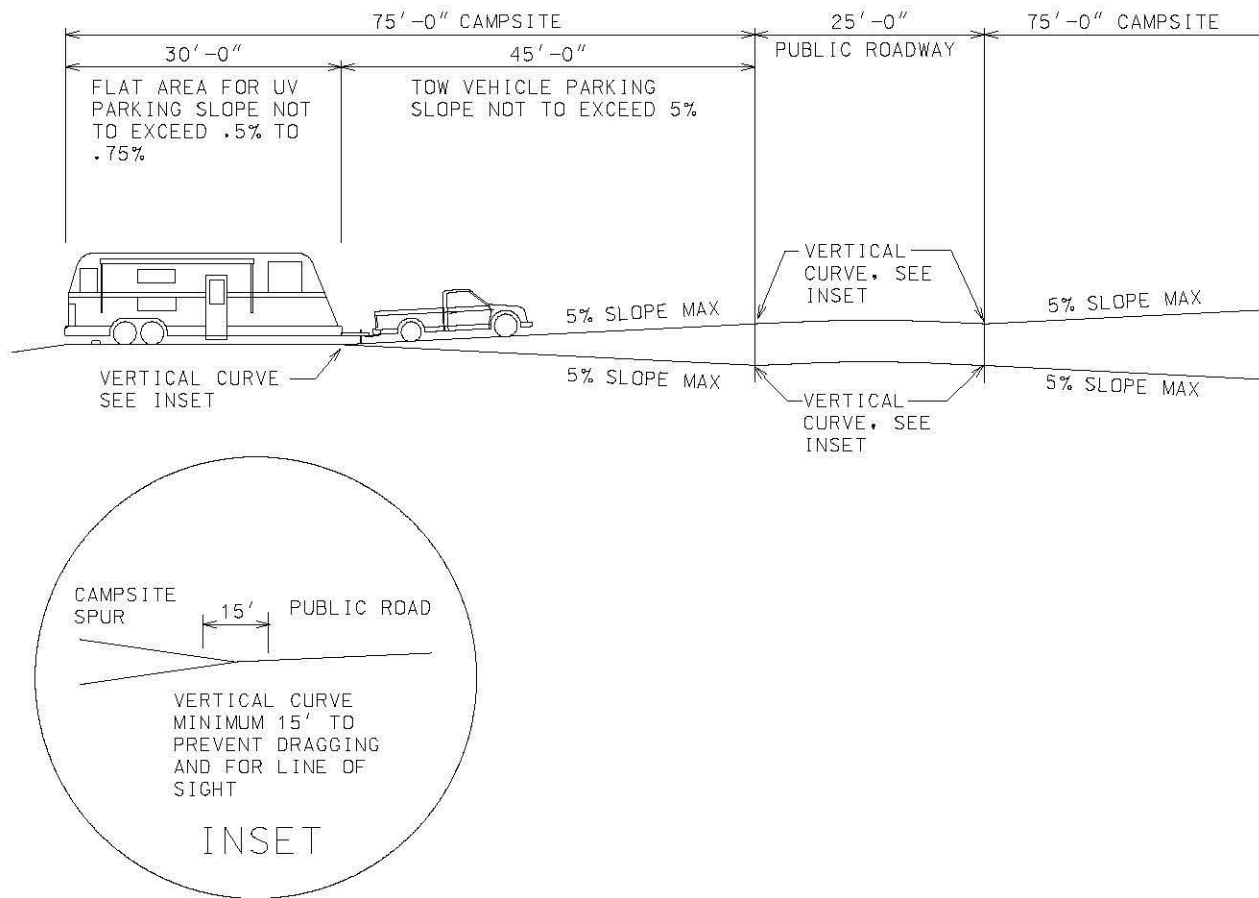 75'-0" CAMPSITE
25'-0"
75'-0" CAMPSITE
PUBLIC ROADWAY
30'-0"
45'-0"
FLAT AREA FOR UV
PARKING SLOPE NOT
TO EXCEED .5% TO
.75%
TOW VEHICLE PARKING
SLOPE NOT TO EXCEED 5%
VERTICAL
CURVE. SEE
INSET
5% SLOPE MAX
5% SLOPE MAX
VERTICAL CURVE
SEE INSET
5% SLOPE MAX
5% SLOPE MAX
VERTICAL
CURVE. SEE
INSET
CAMPSITE
SPUR
15'
PUBLIC ROAD
VERTICAL CURVE
MINIMUM 15' TO
PREVENT DRAGGING
AND FOR LINE OF
SIGHT
INSET